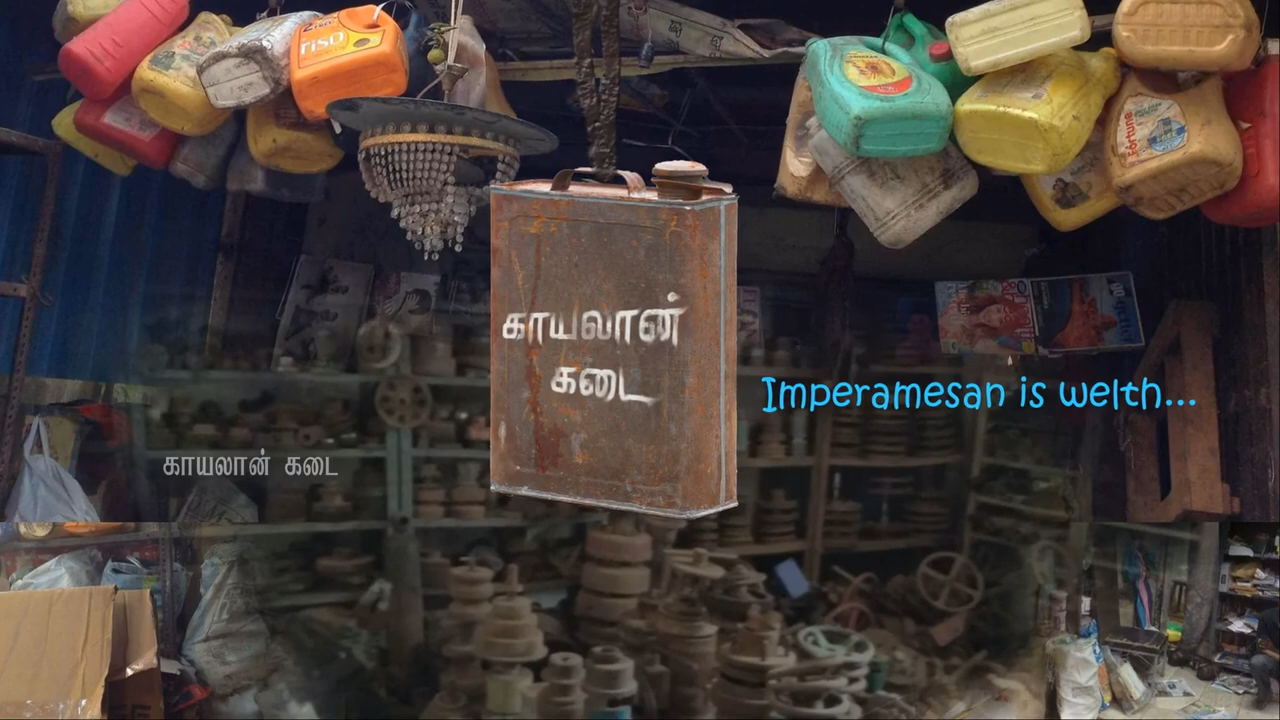 RISO
fortune
காயலான்
கடை
Imperamesan is welth...
காயலான் கடை